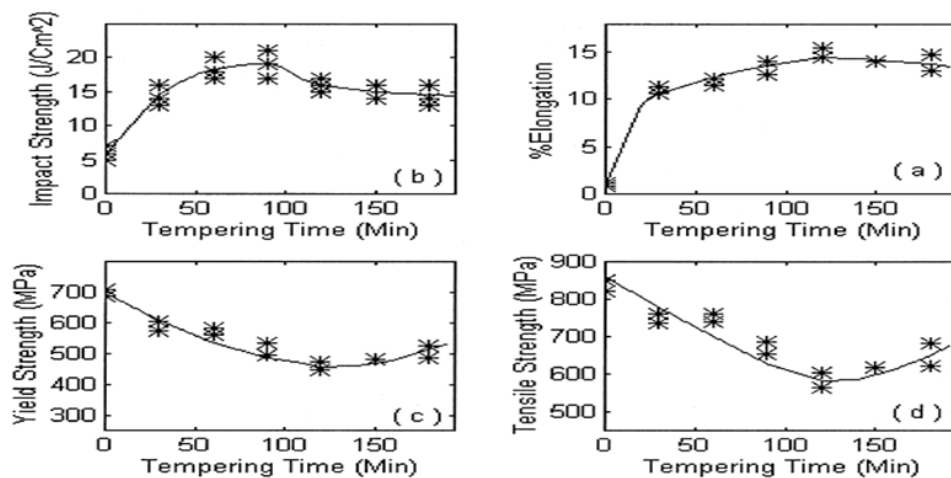 Impact Strength (J/Cm^2)
20
15
10
5
0
( b )
0 50 100 150
Tempering Time (Min)
%Elongation
15
10
5
0
( a )
0 50 100 150
Tempering Time (Min)
Yield Strength (MPa)
700
600
500
400
300
( c )
0 50 100 150
Tempering Time (Min)
Tensile Strength (MPa)
900
800
700
600
500
( d )
0 50 100 150
Tempering Time (Min)